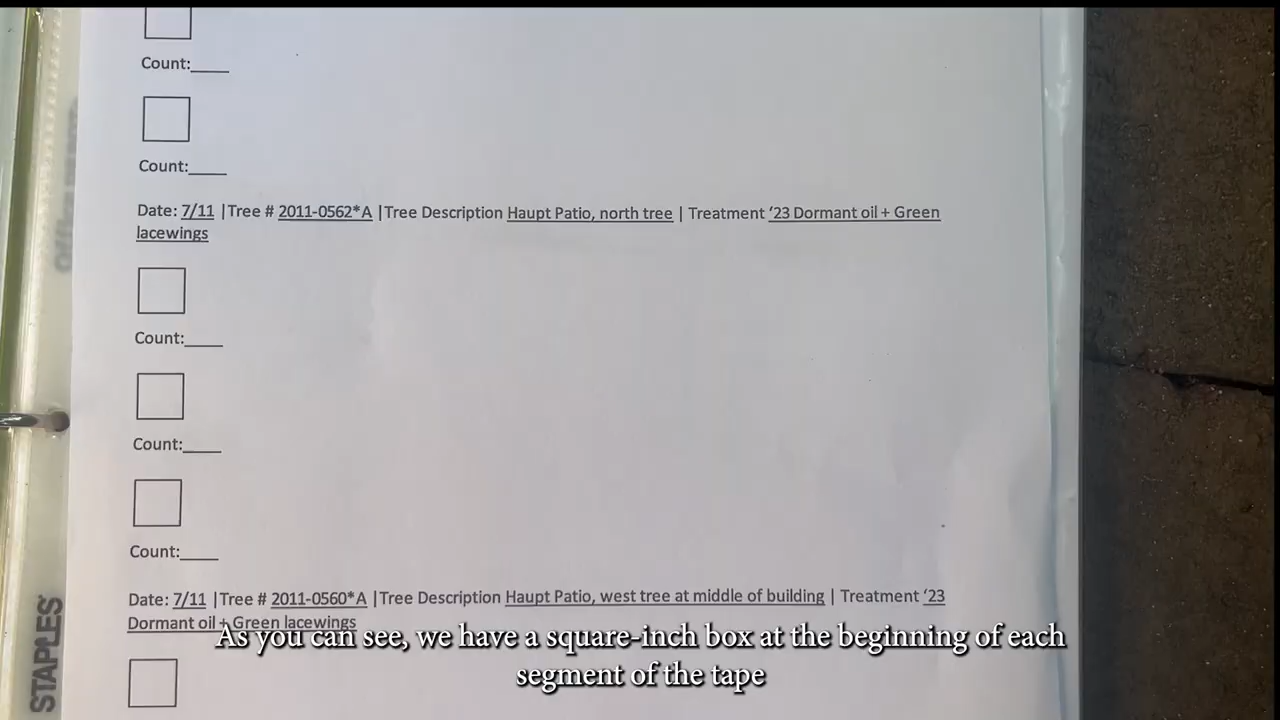 Count:____
Count:____
Date: 7/11 |Tree # 2011-0562*A |Tree Description Haupt Patio, north tree | Treatment ‘23 Dormant oil + Green
lacewings
Count:____
Count:____
Count:____
Date: 7/11 |Tree # 2011-0560*A |Tree Description Haupt Patio, west tree at middle of building | Treatment ‘23
Dormant oil + Green lacewings
As you can see, we have a square-inch box at the beginning of each
segment of the tape
STAPLES